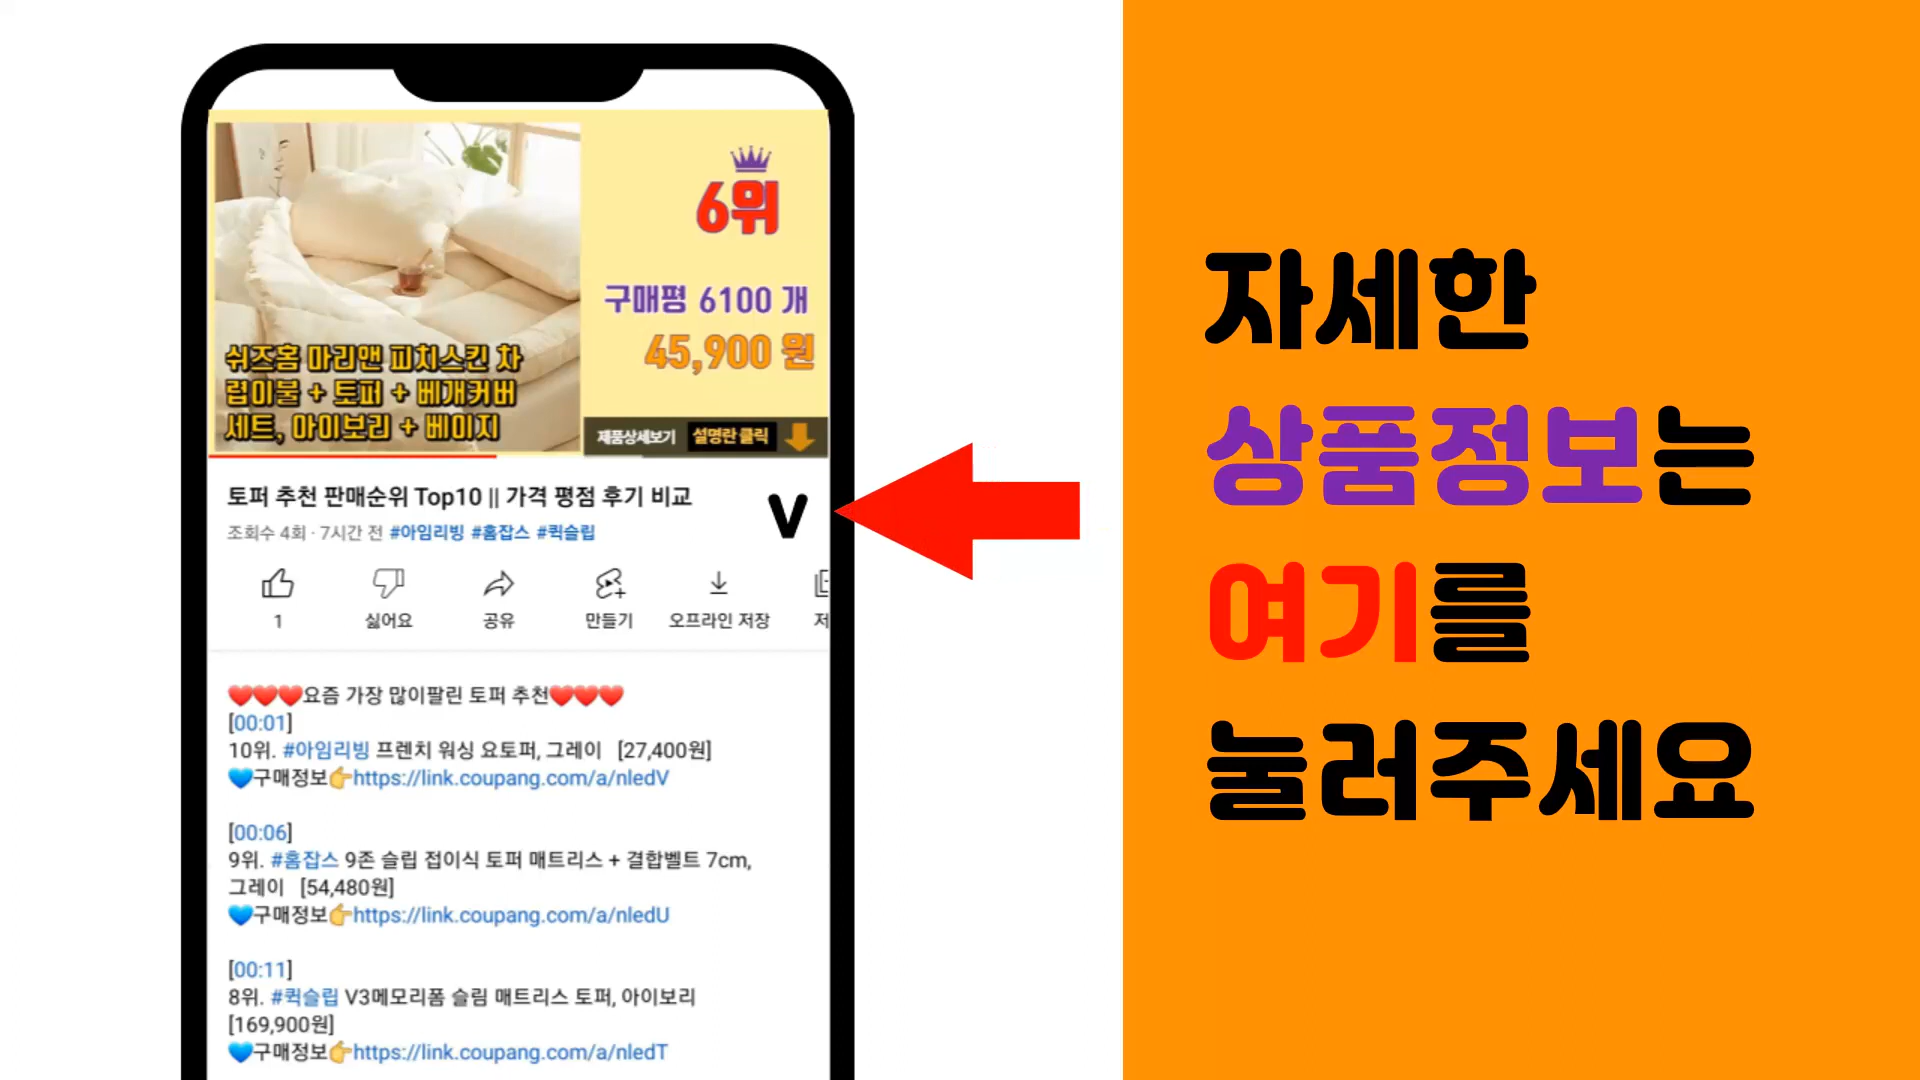 6위
구매평 6100 개
45,900 원
쉬즈홈 마리앤 피치스킨 차
렵이불 + 토퍼 + 베개커버
세트, 아이보리 + 베이지
제품상세보기 설명란 클릭
토퍼 추천 판매순위 Top10 || 가격 평점 후기 비교
V
조회수 4회 · 7시간 전 #아임리빙 #홈잡스 #퀵슬립
1 싫어요 공유 만들기 오프라인 저장 저
❤️❤️❤️요즘 가장 많이팔린 토퍼 추천❤️❤️❤️
[00:01]
10위. #아임리빙 프렌치 워싱 요토퍼, 그레이 [27,400원]
💙구매정보👉https://link.coupang.com/a/nledV
[00:06]
9위. #홈잡스 9존 슬립 접이식 토퍼 매트리스 + 결합벨트 7cm,
그레이 [54,480원]
💙구매정보👉https://link.coupang.com/a/nledU
[00:11]
8위. #퀵슬립 V3메모리폼 슬림 매트리스 토퍼, 아이보리
[169,900원]
💙구매정보👉https://link.coupang.com/a/nledT
자세한
상품정보는
여기를
눌러주세요